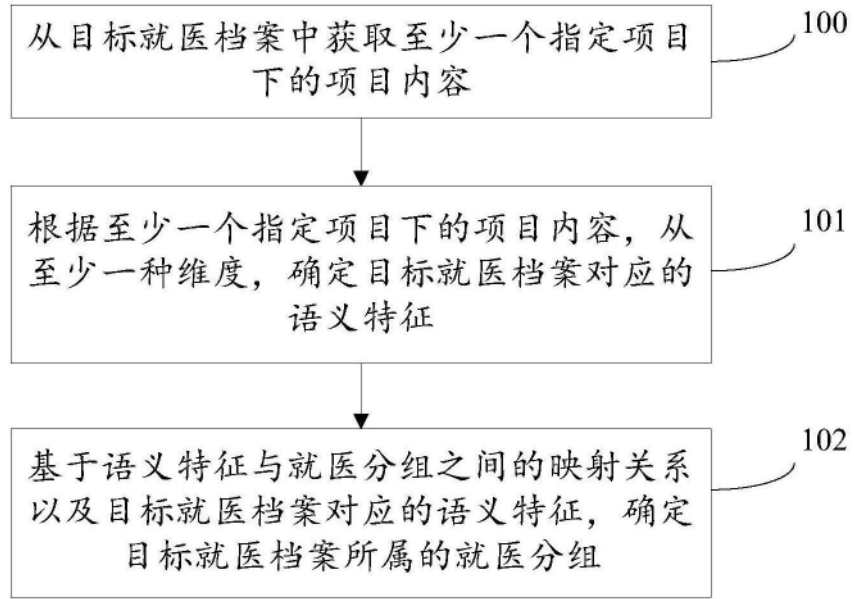 从目标就医档案中获取至少一个指定项目
下的项目内容
100
根据至少一个指定项目下的项目内容，从
至少一种维度，确定目标就医档案对应的
语义特征
101
基于语义特征与就医分组之间的映射关系
以及目标就医档案对应的语义特征，确定
目标就医档案所属的就医分组
102